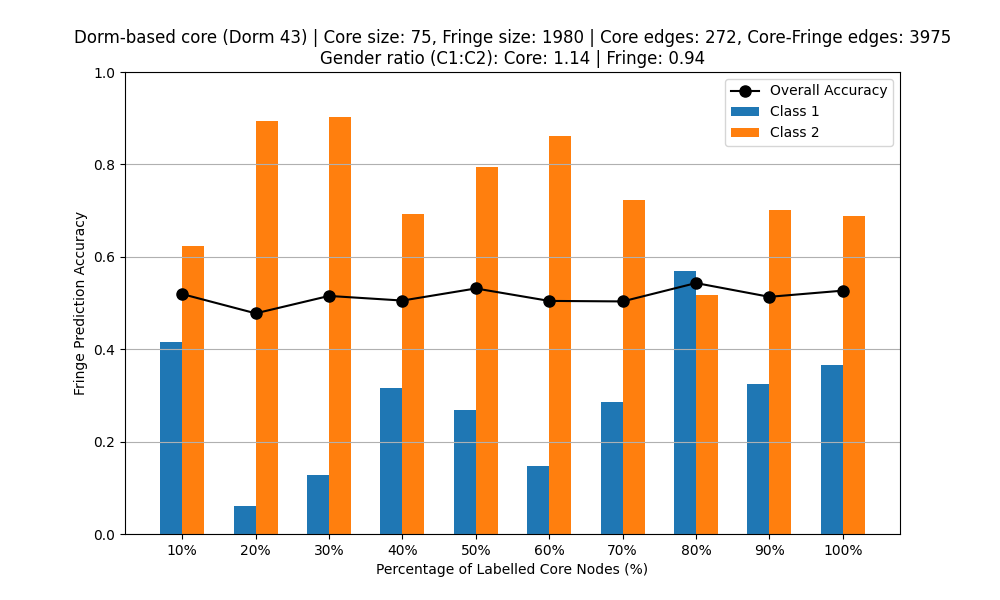 Dorm-based core (Dorm 43) | Core size: 75, Fringe size: 1980 | Core edges: 272, Core-Fringe edges: 3975
Gender ratio (C1:C2): Core: 1.14 | Fringe: 0.94
Overall Accuracy
Class 1
Class 2
Fringe Prediction Accuracy
1.0
0.8
0.6
0.4
0.2
0.0
10% 20% 30% 40% 50% 60% 70% 80% 90% 100%
Percentage of Labelled Core Nodes (%)